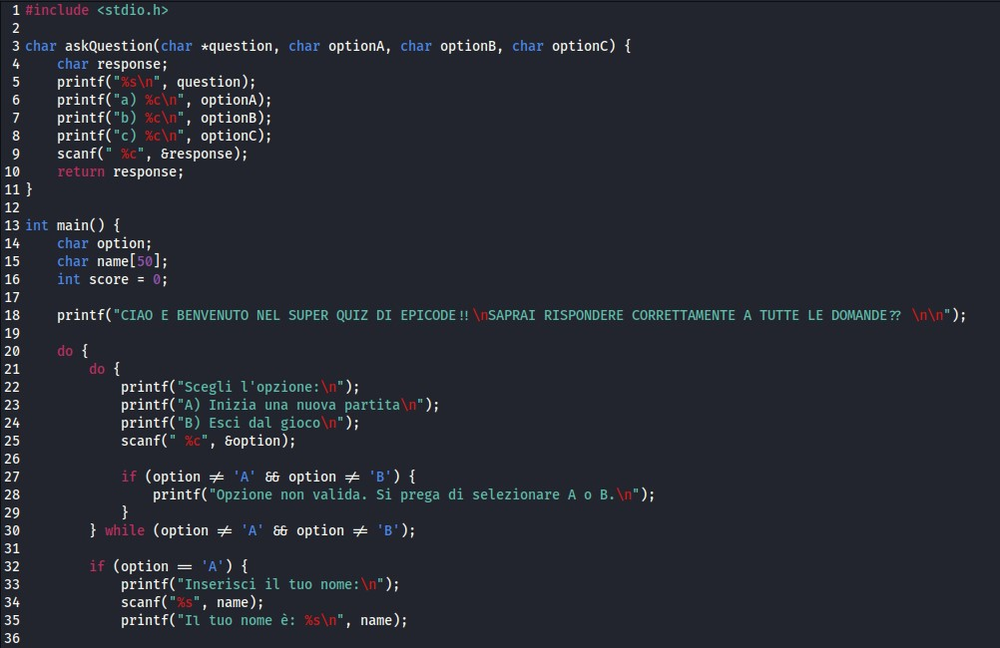 1 #include <stdio.h>
2
3 char askQuestion(char *question, char optionA, char optionB, char optionC) {
4     char response;
5     printf("%s\n", question);
6     printf("a) %c\n", optionA);
7     printf("b) %c\n", optionB);
8     printf("c) %c\n", optionC);
9     scanf(" %c", &response);
10     return response;
11 }
12
13 int main() {
14     char option;
15     char name[50];
16     int score = 0;
17
18     printf("CIAO E BENVENUTO NEL SUPER QUIZ DI EPICODE!!\nSAPRAI RISPONDERE CORRETTAMENTE A TUTTE LE DOMANDE?? \n\n");
19
20     do {
21         do {
22             printf("Scegli l'opzione:\n");
23             printf("A) Inizia una nuova partita\n");
24             printf("B) Esci dal gioco\n");
25             scanf(" %c", &option);
26
27             if (option != 'A' && option != 'B') {
28                 printf("Opzione non valida. Si prega di selezionare A o B.\n");
29             }
30         } while (option != 'A' && option != 'B');
31
32         if (option == 'A') {
33             printf("Inserisci il tuo nome:\n");
34             scanf("%s", name);
35             printf("Il tuo nome è: %s\n", name);
36